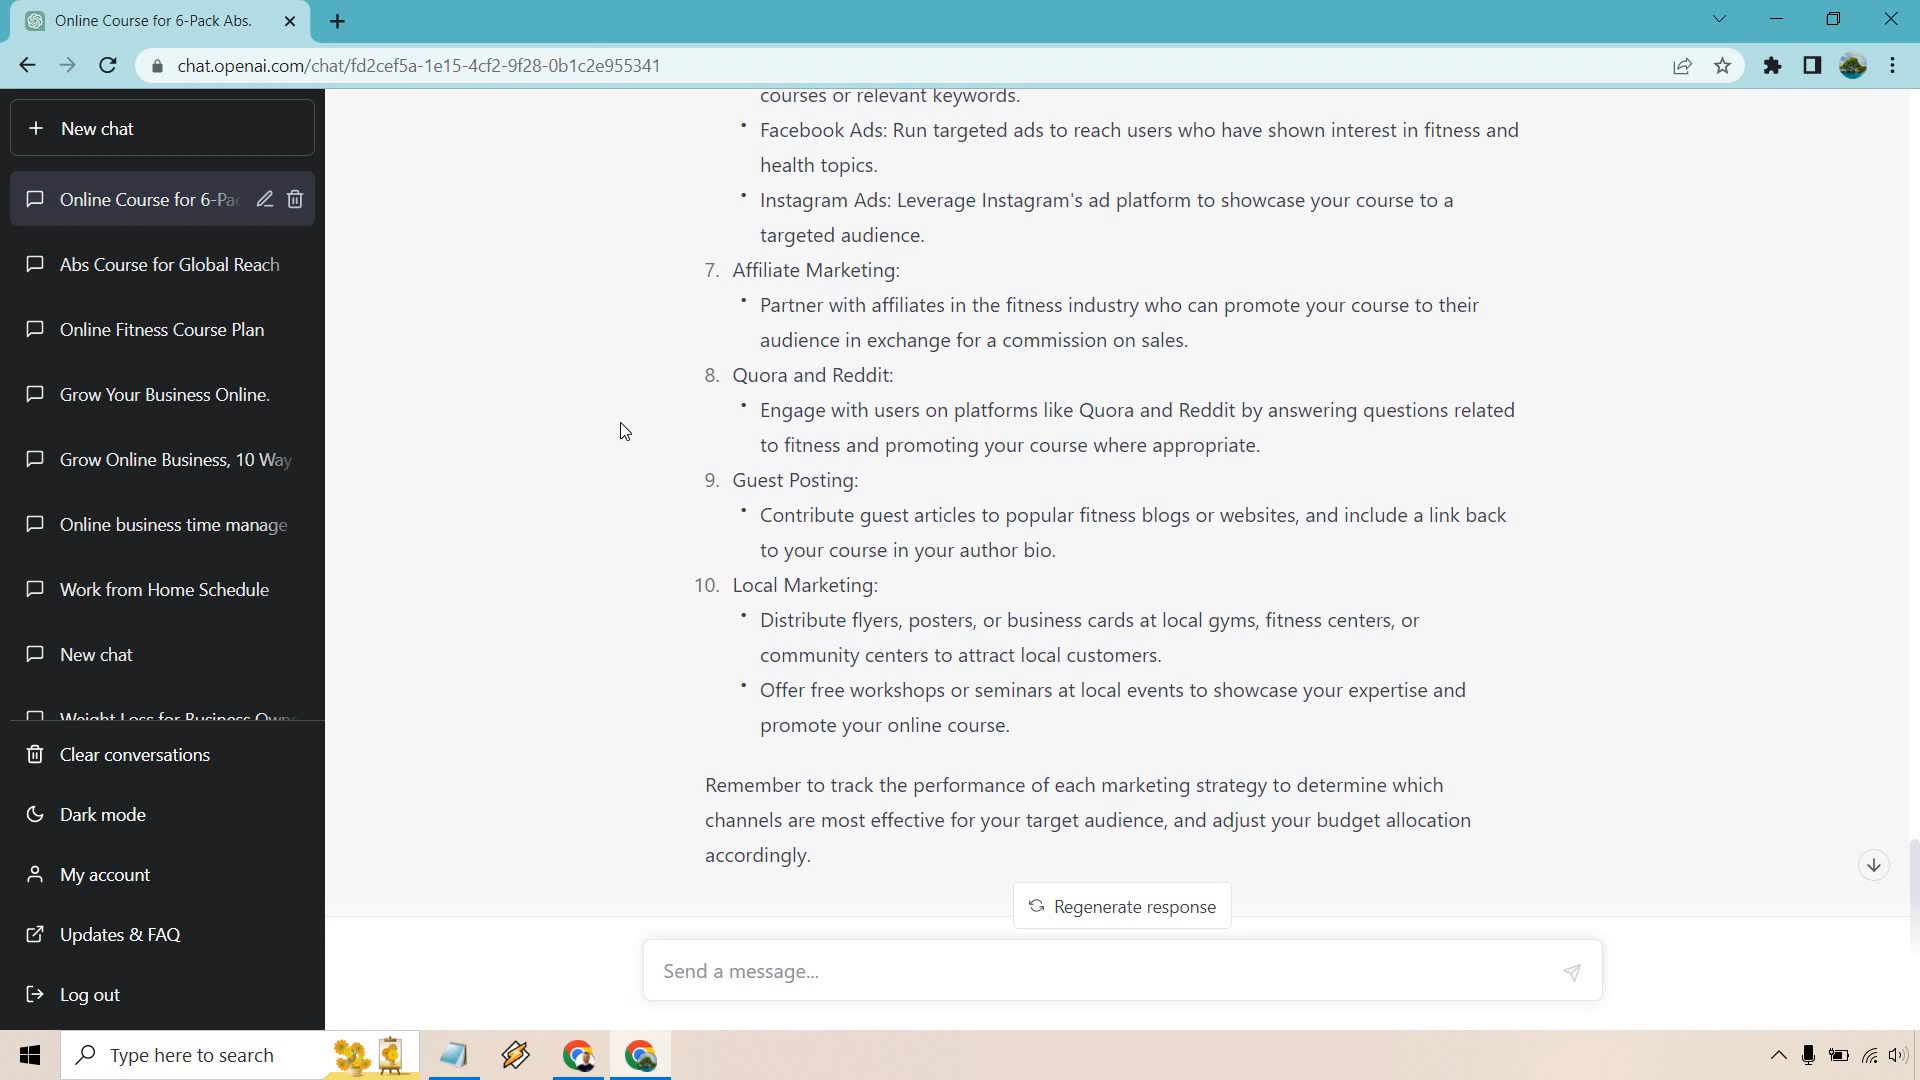 Online Course for 6-Pack Abs.
chat.openai.com/chat/fd2cef5a-1e15-4cf2-9f28-0b1c2e955341
New chat
Online Course for 6-Pac
Abs Course for Global Reach
Online Fitness Course Plan
Grow Your Business Online.
Grow Online Business, 10 Way
Online business time manage
Work from Home Schedule
New chat
Weight Loss for Business Own
Clear conversations
Dark mode
My account
Updates & FAQ
Log out
courses or relevant keywords.
• Facebook Ads: Run targeted ads to reach users who have shown interest in fitness and
health topics.
• Instagram Ads: Leverage Instagram's ad platform to showcase your course to a
targeted audience.
7. Affiliate Marketing:
• Partner with affiliates in the fitness industry who can promote your course to their
audience in exchange for a commission on sales.
8. Quora and Reddit:
• Engage with users on platforms like Quora and Reddit by answering questions related
to fitness and promoting your course where appropriate.
9. Guest Posting:
• Contribute guest articles to popular fitness blogs or websites, and include a link back
to your course in your author bio.
10. Local Marketing:
• Distribute flyers, posters, or business cards at local gyms, fitness centers, or
community centers to attract local customers.
• Offer free workshops or seminars at local events to showcase your expertise and
promote your online course.
Remember to track the performance of each marketing strategy to determine which
channels are most effective for your target audience, and adjust your budget allocation
accordingly.
Regenerate response
Send a message...
Type here to search